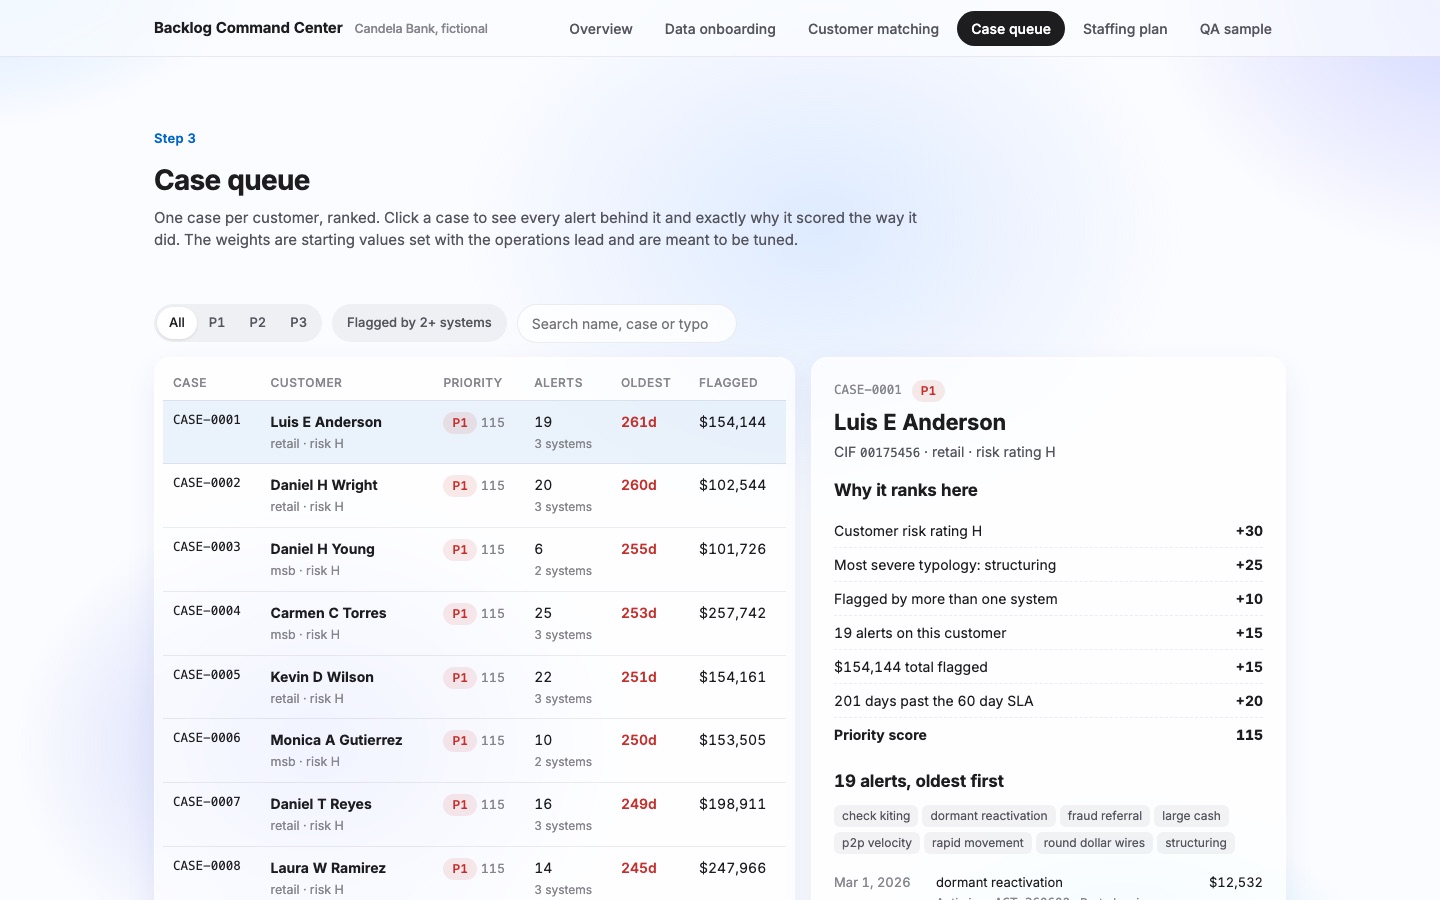 Backlog Command Center Candela Bank, fictional Overview Data onboarding Customer matching Case queue Staffing plan QA sample
Step 3
Case queue
One case per customer, ranked. Click a case to see every alert behind it and exactly why it scored the way it
did. The weights are starting values set with the operations lead and are meant to be tuned.
All P1 P2 P3 Flagged by 2+ systems Search name, case or typo
CASE CUSTOMER PRIORITY ALERTS OLDEST FLAGGED
CASE-0001 Luis E Anderson P1 115 19 261d $154,144
retail · risk H 3 systems
CASE-0002 Daniel H Wright P1 115 20 260d $102,544
retail · risk H 3 systems
CASE-0003 Daniel H Young P1 115 6 255d $101,726
msb · risk H 2 systems
CASE-0004 Carmen C Torres P1 115 25 253d $257,742
msb · risk H 3 systems
CASE-0005 Kevin D Wilson P1 115 22 251d $154,161
retail · risk H 3 systems
CASE-0006 Monica A Gutierrez P1 115 10 250d $153,505
msb · risk H 2 systems
CASE-0007 Daniel T Reyes P1 115 16 249d $198,911
retail · risk H 3 systems
CASE-0008 Laura W Ramirez P1 115 14 245d $247,966
retail · risk H 3 systems
CASE-0001 P1
Luis E Anderson
CIF 00175456 · retail · risk rating H
Why it ranks here
Customer risk rating H +30
Most severe typology: structuring +25
Flagged by more than one system +10
19 alerts on this customer +15
$154,144 total flagged +15
201 days past the 60 day SLA +20
Priority score 115
19 alerts, oldest first
check kiting dormant reactivation fraud referral large cash
p2p velocity rapid movement round dollar wires structuring
Mar 1, 2026 dormant reactivation $12,532